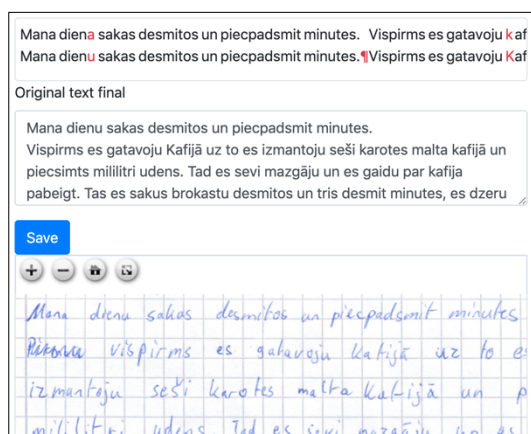 Mana diena sakas desmitos un piecpadsmit minutes. Vispirms es gatavoju kaf
Mana dienu sakas desmitos un piecpadsmit minutes.¶Vispirms es gatavoju Kaf
Original text final
Mana dienu sakas desmitos un piecpadsmit minutes.
Vispirms es gatavoju Kafijā uz to es izmantoju seši karotes malta kafijā un
piecsimts mililitri udens. Tad es sevi mazgāju un es gaidu par kafija
pabeigt. Tas es sakus brokastu desmitos un tris desmit minutes, es dzeru
Save
Mana dienu sakas desmitos un piecpadsmit minutes
vispirms es gatavoju Kafijā uz to e
izmantoju seši karotes malta Kafijā un p
mililitri udens Tad es sevi mazgāju un es